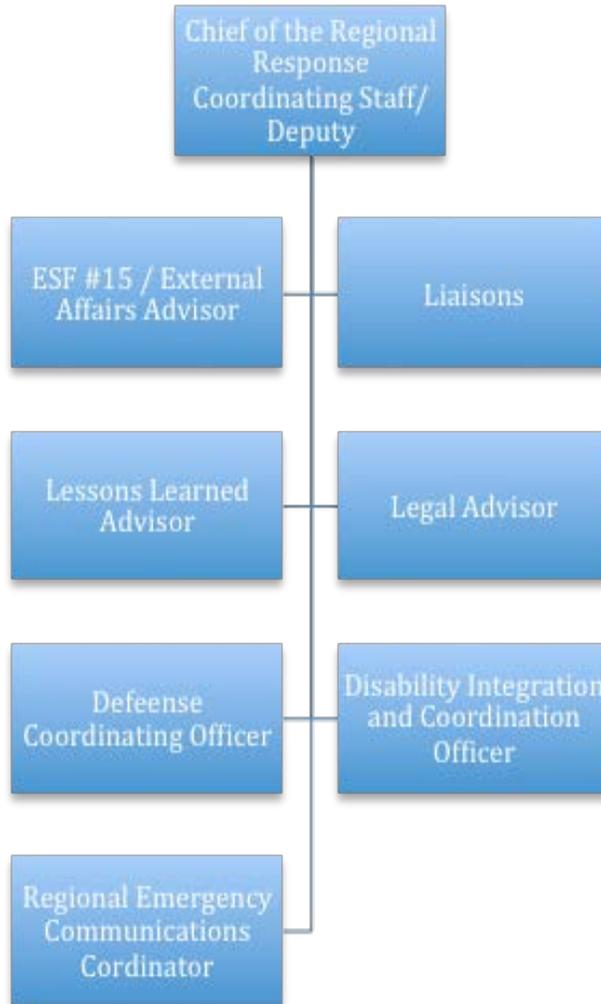 Chief of the Regional
Response
Coordinating Staff/
Deputy
ESF #15 / External
Affairs Advisor
Liaisons
Lessons Learned
Advisor
Legal Advisor
Defeense
Coordinating Officer
Disability Integration
and Coordination
Officer
Regional Emergency
Communications
Cordinator